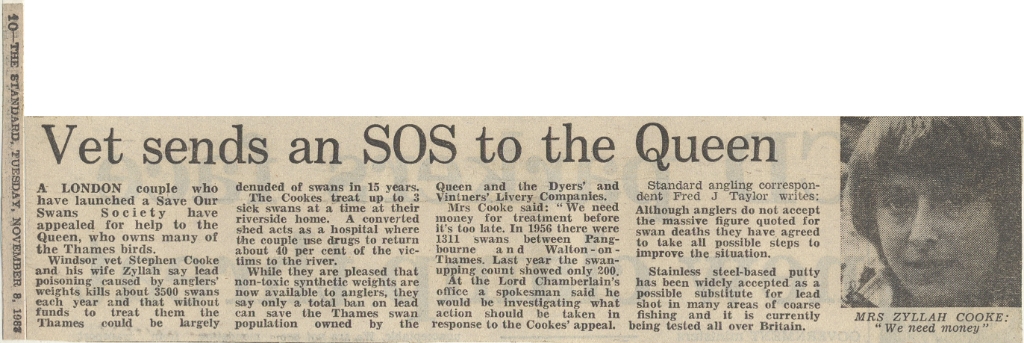 10—THE STANDARD, TUESDAY, NOVEMBER 8, 1983
Vet sends an SOS to the Queen
A LONDON couple who
have launched a Save Our
Swans Society have
appealed for help to the
Queen, who owns many of
the Thames birds.
Windsor vet Stephen Cooke
and his wife Zyllah say lead
poisoning caused by anglers'
weights kills about 3500 swans
each year and that without
funds to treat them the
Thames could be largely
denuded of swans in 15 years.
The Cookes treat up to 3
sick swans at a time at their
riverside home. A converted
shed acts as a hospital where
the couple use drugs to return
about 40 per cent of the vic-
tims to the river.
While they are pleased that
non-toxic synthetic weights are
now available to anglers, they
say only a total ban on lead
can save the Thames swan
population owned by the
Queen and the Dyers' and
Vintners' Livery Companies.
Mrs Cooke said: "We need
money for treatment before
it's too late. In 1956 there were
1311 swans between Pang-
bourne and Walton-on-
Thames. Last year the swan-
upping count showed only 200.
At the Lord Chamberlain's
office a spokesman said he
would be investigating what
action should be taken in
response to the Cookes' appeal.
Standard angling correspon-
dent Fred J Taylor writes:
Although anglers do not accept
the massive figure quoted for
swan deaths they have agreed
to take all possible steps to
improve the situation.
Stainless steel-based putty
has been widely accepted as a
possible substitute for lead
shot in many areas of coarse
fishing and it is currently
being tested all over Britain.
MRS ZYLLAH COOKE:
"We need money"